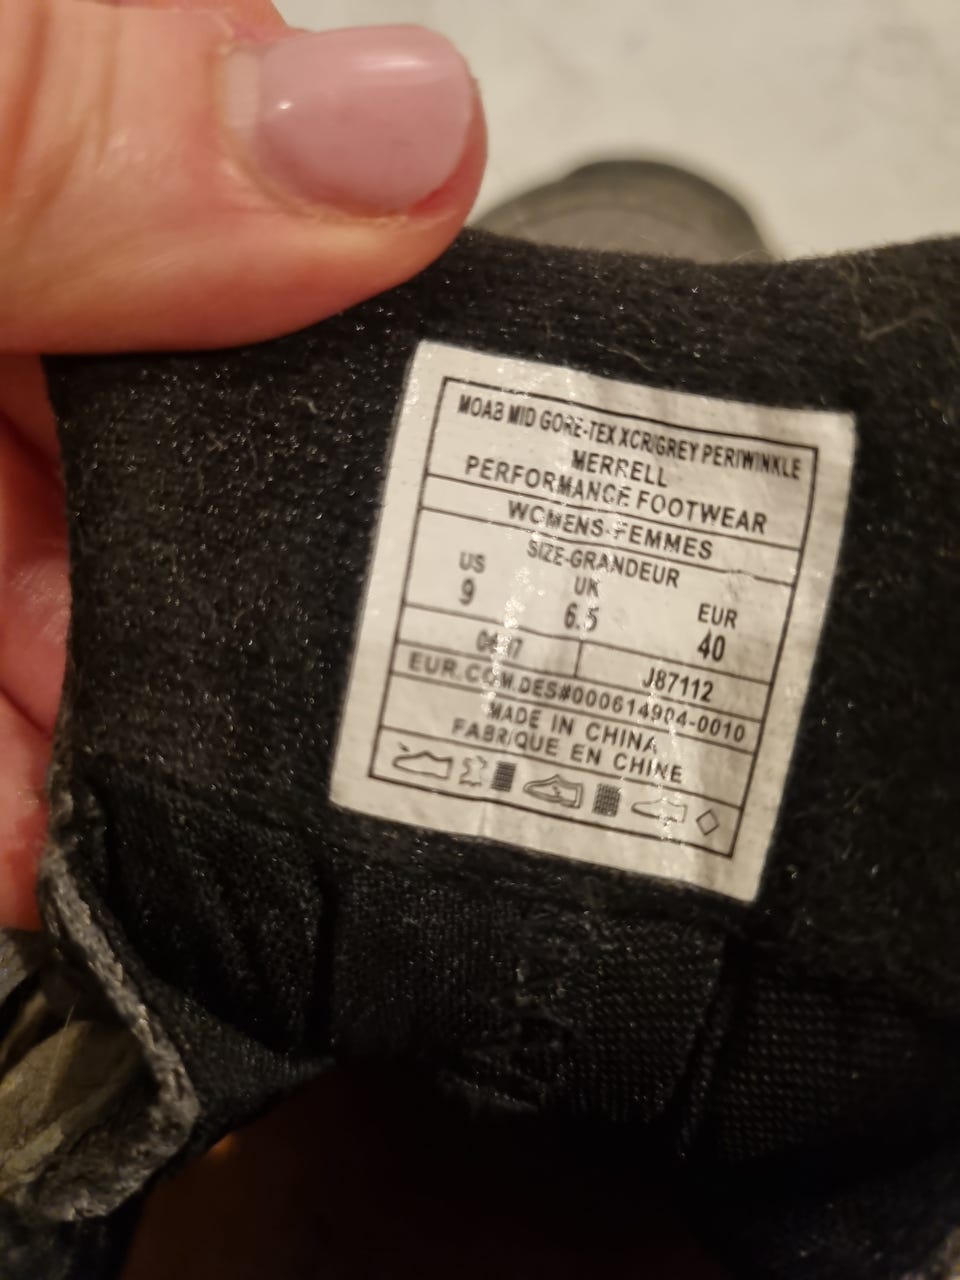 MOAB MID GORE-TEX XCR/GREY PERIWINKLE
MERRELL
PERFORMANCE FOOTWEAR
WOMENS-FEMMES
SIZE-GRANDEUR
US UK EUR
9 6.5 40
J87112
EUR.COM.DES#000614904-0010
MADE IN CHINA
FABRIQUE EN CHINE